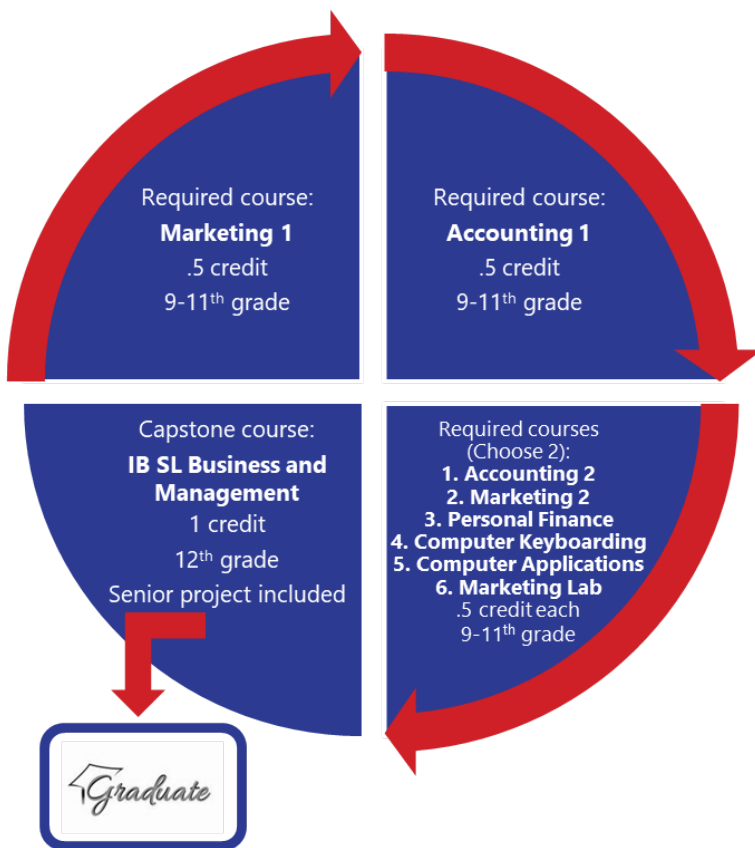 Required course:
Marketing 1
.5 credit
9-11th grade
Required course:
Accounting 1
.5 credit
9-11th grade
Required courses
(Choose 2):
1. Accounting 2
2. Marketing 2
3. Personal Finance
4. Computer Keyboarding
5. Computer Applications
6. Marketing Lab
.5 credit each
9-11th grade
Capstone course:
IB SL Business and
Management
1 credit
12th grade
Senior project included
Graduate